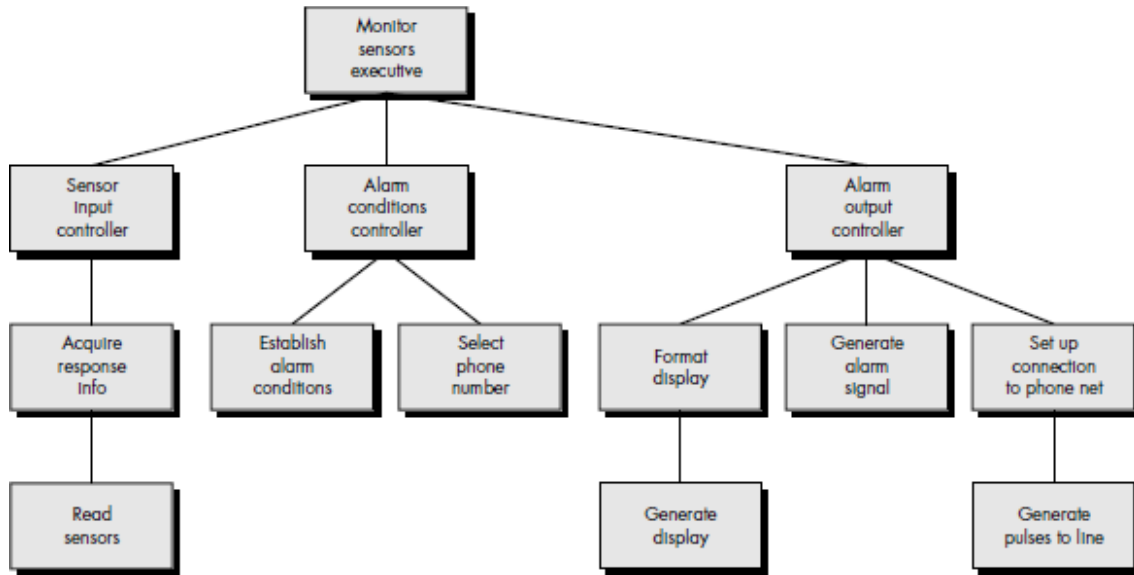 Monitor
sensors
executive
Sensor
input
controller
Alarm
conditions
controller
Alarm
output
controller
Acquire
response
info
Establish
alarm
conditions
Select
phone
number
Format
display
Generate
alarm
signal
Set up
connection
to phone net
Read
sensors
Generate
display
Generate
pulses to line